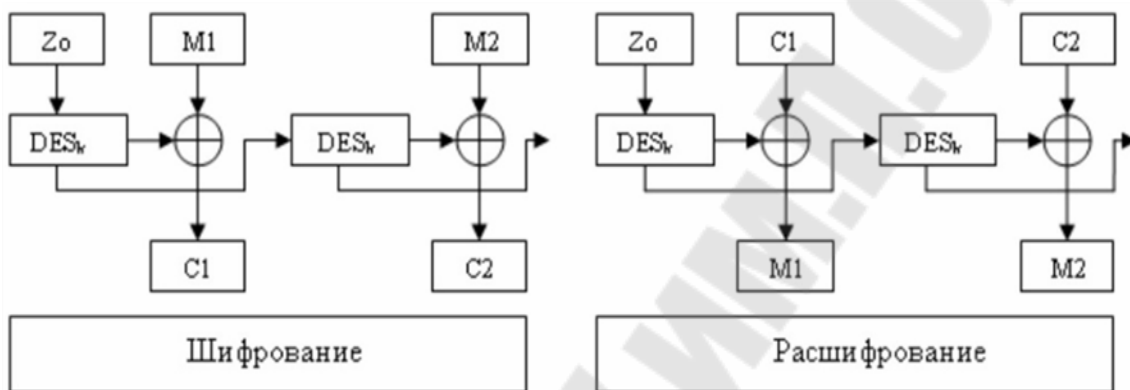 Zo M1 M2 Zo C1 C2
DESk DESk DESk DESk
C1 C2 M1 M2
Шифрование Расшифрование